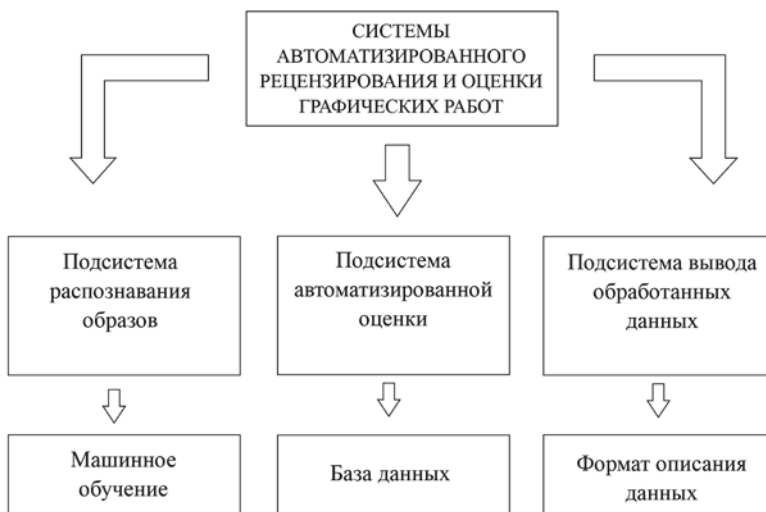 СИСТЕМЫ
АВТОМАТИЗИРОВАННОГО
РЕЦЕНЗИРОВАНИЯ И ОЦЕНКИ
ГРАФИЧЕСКИХ РАБОТ
Подсистема
распознавания
образов
Подсистема
автоматизированной
оценки
Подсистема вывода
обработанных
данных
Машинное
обучение
База данных
Формат описания
данных